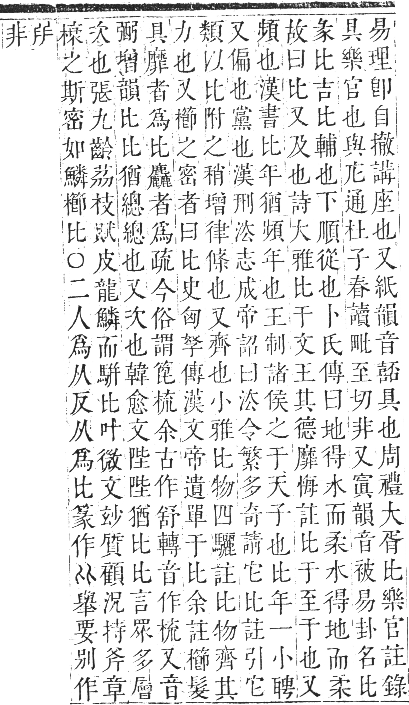 易理卽自撤講座也又紙韻音諮具也周禮大胥比樂官註錄
具樂官也與庀通杜子春讀毗至切非又寘韻音被易卦名比
彖比吉比輔也下順從也卜氏傳曰地得水而柔水得地而柔
故曰比又及也詩大雅比于文王其德靡悔註比于至于也又
頻也漢書比年猶頻年也王制諸侯之于天子也比年一小聘
又偏也黨也漢刑法志成帝詔曰法令繁多奇請它比註引它
類以比附之稍增律條也又齊也小雅比物四驪註比物齊其
力也又櫛之密者曰比史匈孥傳漢文帝遺單于比余註櫛髮
具靡者爲比麤者爲疏今俗謂箆梳余古作舒轉音作梳又音
弼增韻比比猶總總也又次也韓愈文陛陛猶比比言眾多層
次也張九齡荔枝賦皮龍鱗而騈比叶微文妙質顧況持斧章
榱之斯密如鱗櫛比○二人爲从反从爲比篆作𠨍舉要別作
𠨍非